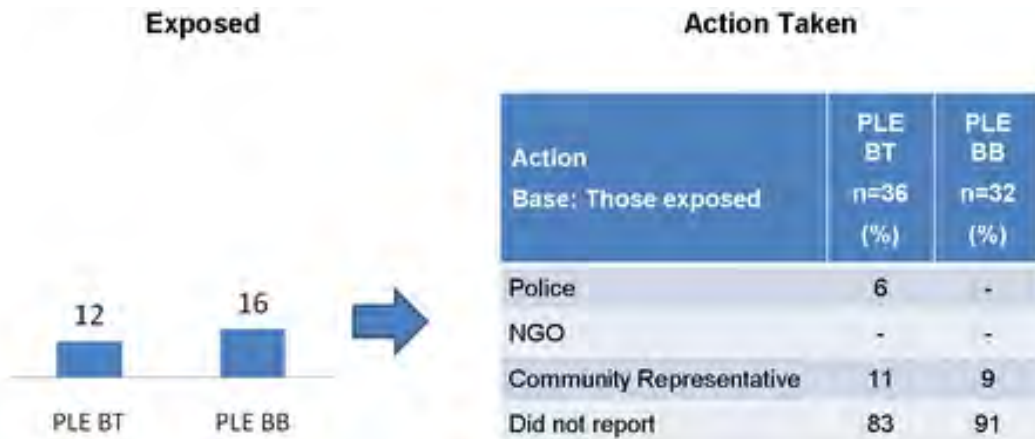 Exposed
12
16
PLE BT
PLE BB
Action Taken
Action
Base: Those exposed
PLE BT n=36 (%)
PLE BB n=32 (%)
Police 6 -
NGO - -
Community Representative 11 9
Did not report 83 91